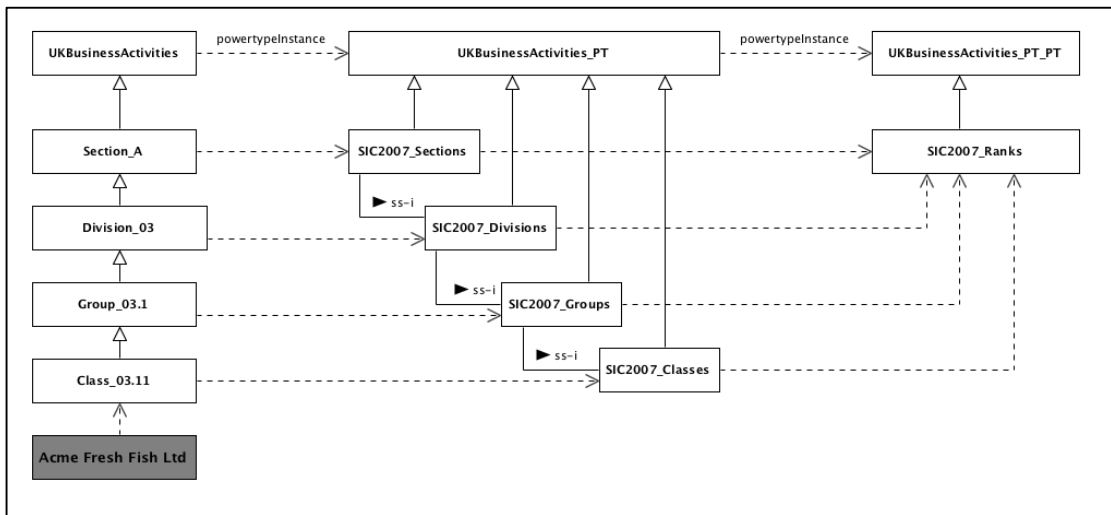 UKBusinessActivities
powertypeInstance
UKBusinessActivities_PT
powertypeInstance
UKBusinessActivities_PT_PT
Section_A
SIC2007_Sections
SIC2007_Ranks
► ss-i
Division_03
SIC2007_Divisions
► ss-i
Group_03.1
SIC2007_Groups
► ss-i
Class_03.11
SIC2007_Classes
Acme Fresh Fish Ltd